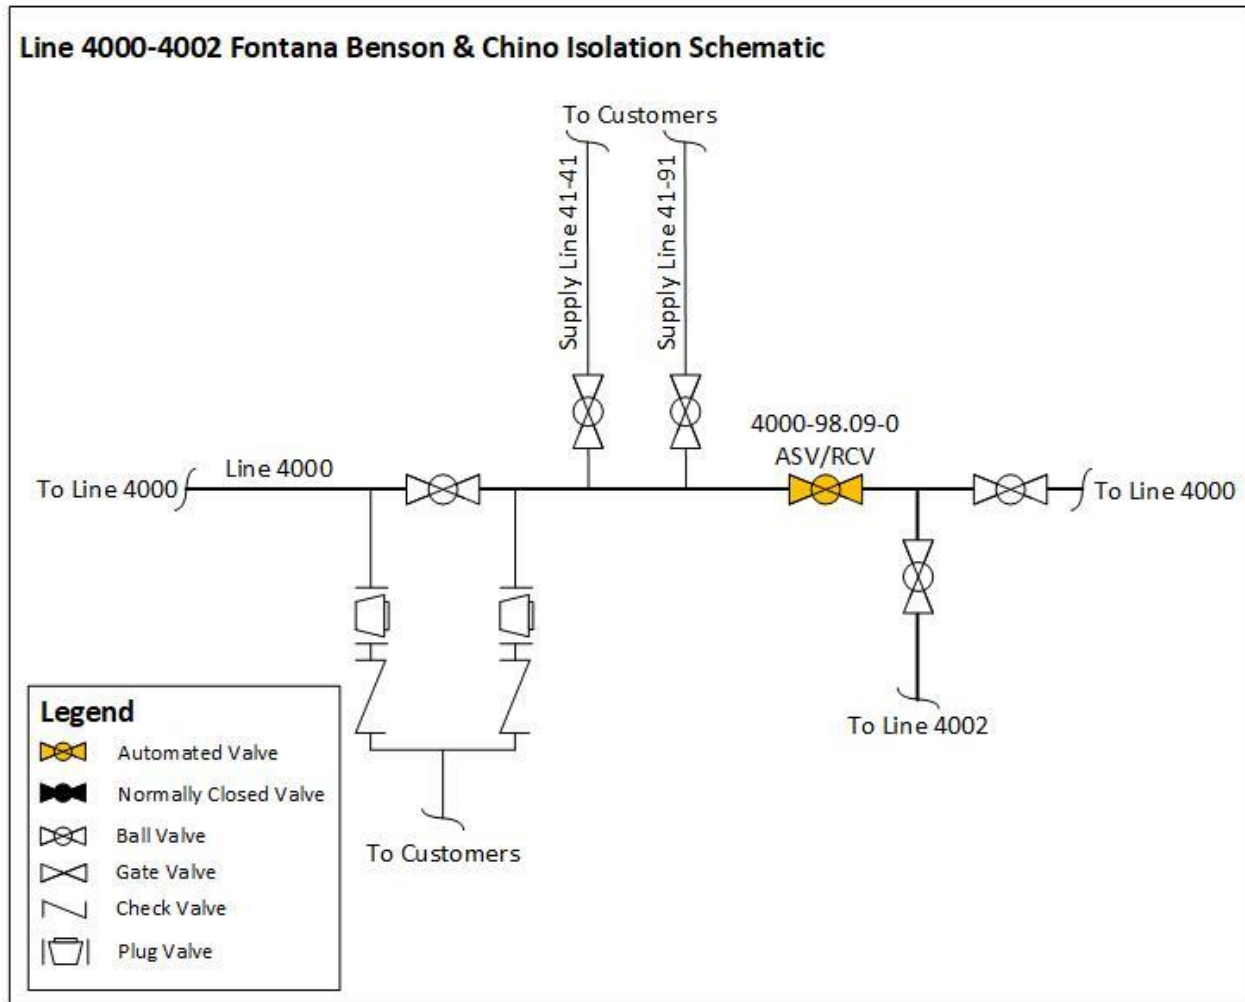 Line 4000-4002 Fontana Benson & Chino Isolation Schematic
To Customers
Supply Line 41-41
Supply Line 41-91
4000-98.09-0
ASV/RCV
Line 4000
To Line 4000
To Line 4000
To Line 4002
To Customers
Legend
Automated Valve
Normally Closed Valve
Ball Valve
Gate Valve
Check Valve
Plug Valve